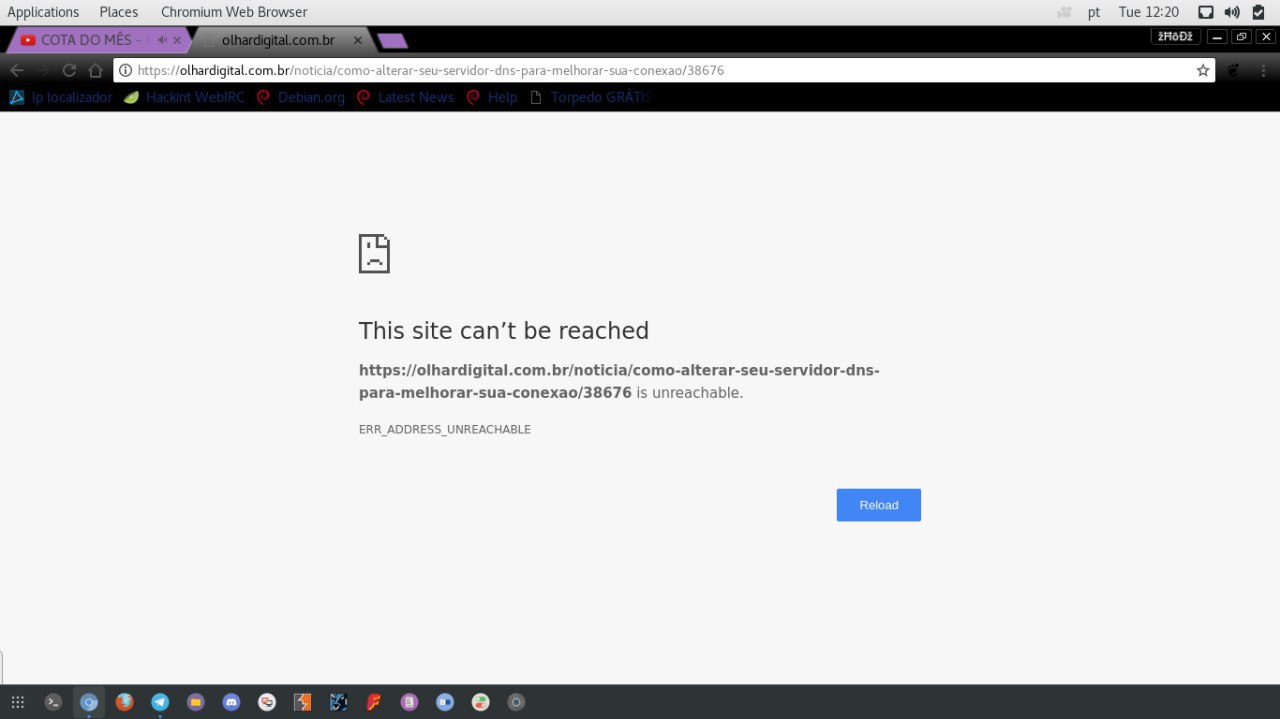 Applications Places Chromium Web Browser pt Tue 12:20
COTA DO MÊS - olhardigital.com.br žĦôÐž
https://olhardigital.com.br/noticia/como-alterar-seu-servidor-dns-para-melhorar-sua-conexao/38676
Ip localizador Hackint WebIRC Debian.org Latest News Help Torpedo GRÁTIS
This site can’t be reached
https://olhardigital.com.br/noticia/como-alterar-seu-servidor-dns-
para-melhorar-sua-conexao/38676 is unreachable.
ERR_ADDRESS_UNREACHABLE
Reload